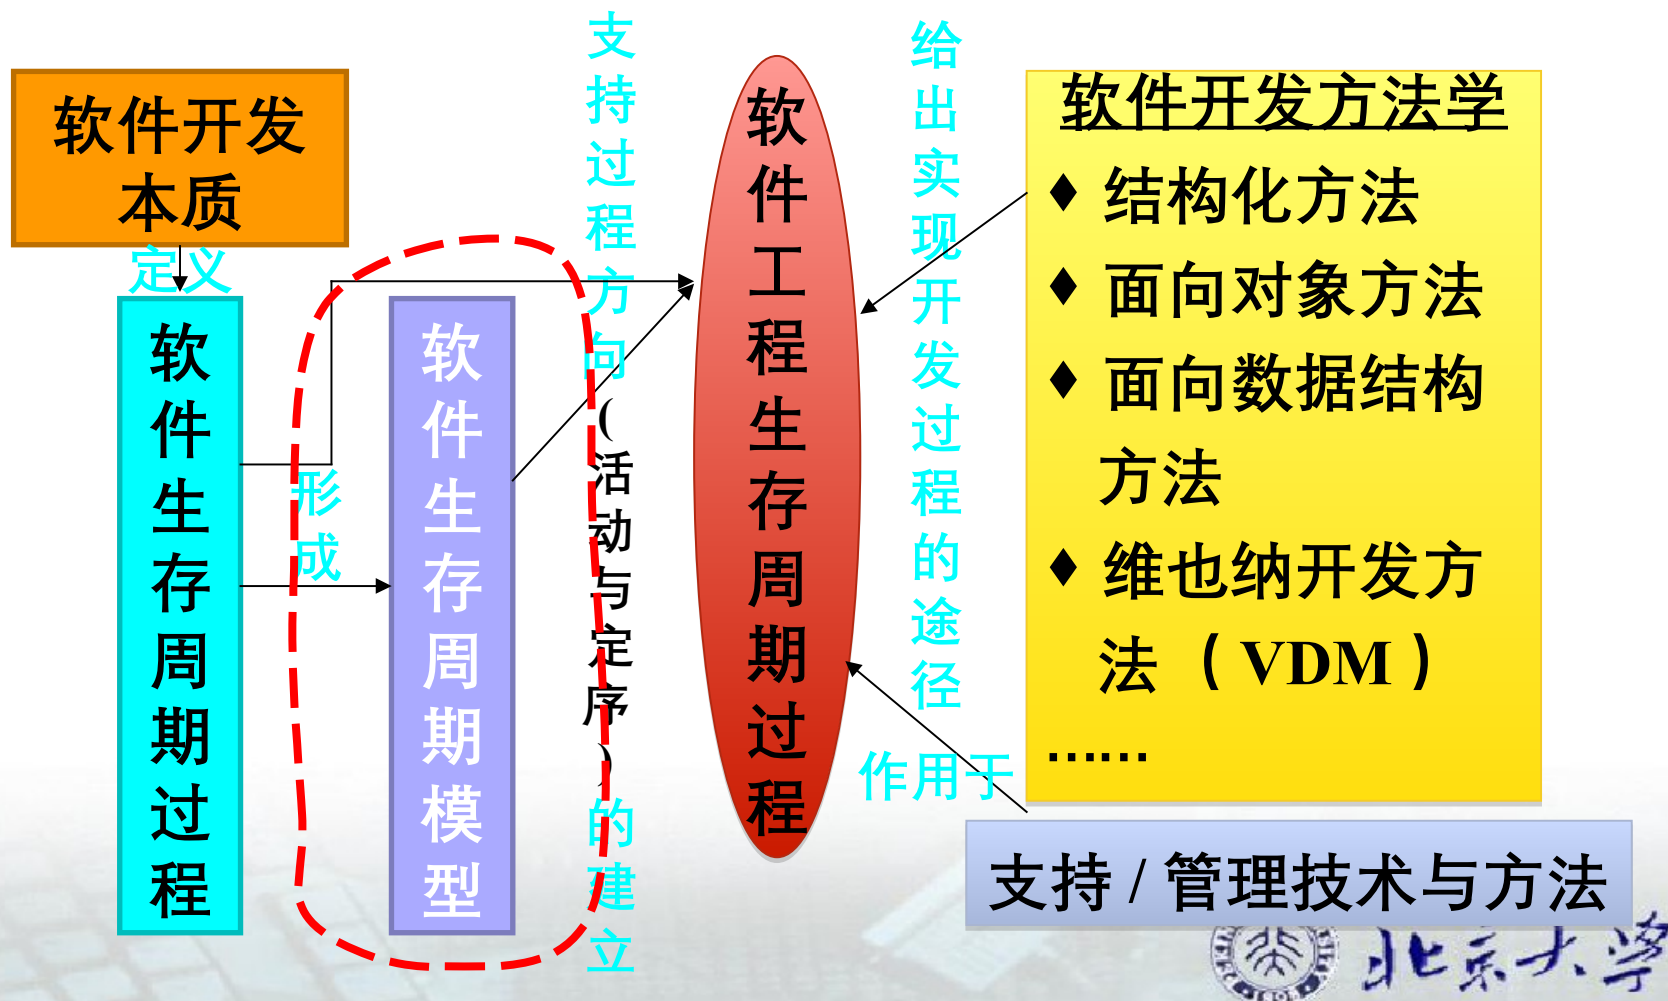 软件开发
本质
定义
软件生存周期过程
形成
软件生存周期模型
支持过程方向(活动与定序)的建立
软件工程生存周期过程
给出实现开发过程的途径
作用于
软件开发方法学
♦ 结构化方法
♦ 面向对象方法
♦ 面向数据结构
方法
♦ 维也纳开发方
法（VDM）
……
支持/管理技术与方法
北京大学